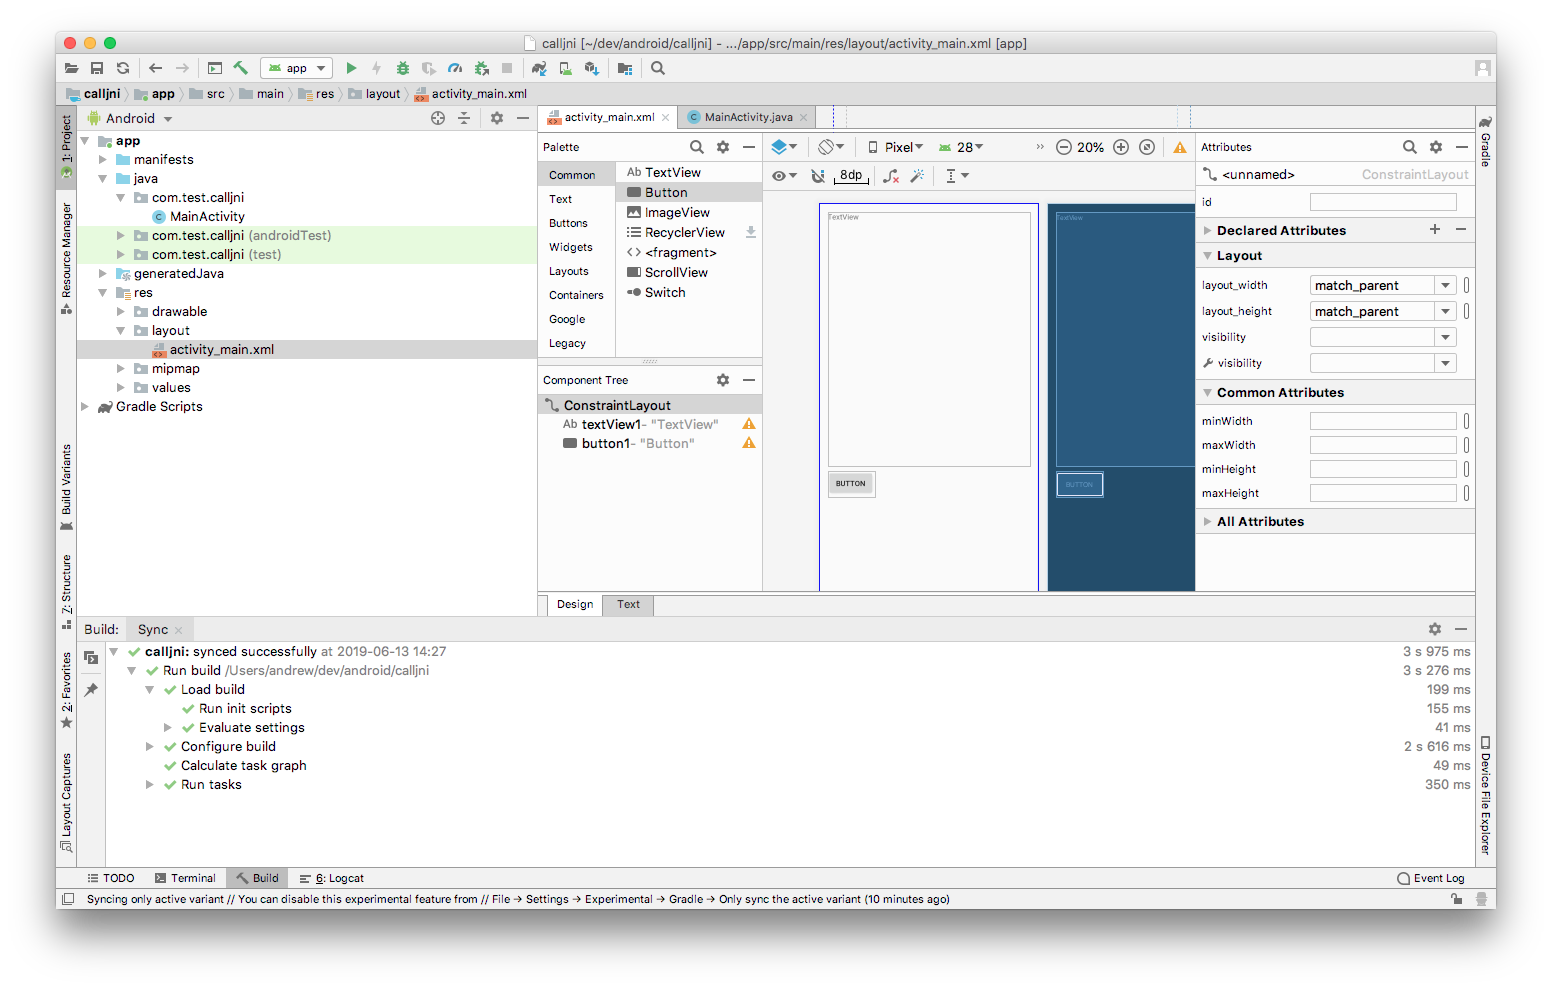 calljni [~/dev/android/calljni] - .../app/src/main/res/layout/activity_main.xml [app]
app
calljni app src main res layout activity_main.xml
1: Project
Resource Manager
Build Variants
Z: Structure
2: Favorites
Layout Captures
Android
app
manifests
java
com.test.calljni
MainActivity
com.test.calljni (androidTest)
com.test.calljni (test)
generatedJava
res
drawable
layout
activity_main.xml
mipmap
values
Gradle Scripts
activity_main.xml MainActivity.java
Palette
Common
Text
Buttons
Widgets
Layouts
Containers
Google
Legacy
Ab TextView
Button
ImageView
RecyclerView
<fragment>
ScrollView
Switch
Component Tree
ConstraintLayout
Ab textView1- "TextView"
button1- "Button"
Pixel 28 20%
8dp
TextView
BUTTON
TextView
BUTTON
Design Text
Attributes
<unnamed> ConstraintLayout
id
Declared Attributes
Layout
layout_width match_parent
layout_height match_parent
visibility
visibility
Common Attributes
minWidth
maxWidth
minHeight
maxHeight
All Attributes
Gradle
Device File Explorer
Build: Sync
calljni: synced successfully at 2019-06-13 14:27 3 s 975 ms
Run build /Users/andrew/dev/android/calljni 3 s 276 ms
Load build 199 ms
Run init scripts 155 ms
Evaluate settings 41 ms
Configure build 2 s 616 ms
Calculate task graph 49 ms
Run tasks 350 ms
TODO Terminal Build 6: Logcat Event Log
Syncing only active variant // You can disable this experimental feature from // File → Settings → Experimental → Gradle → Only sync the active variant (10 minutes ago)